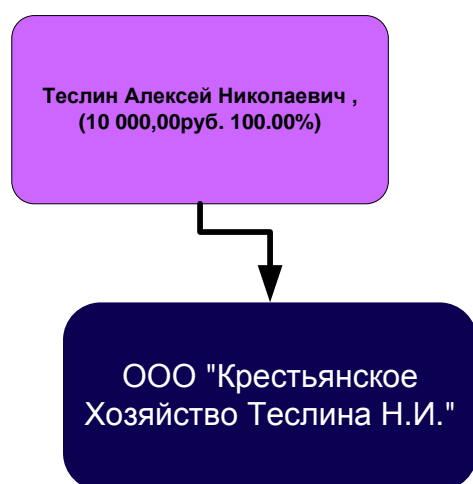 Теслин Алексей Николаевич ,
(10 000,00руб. 100.00%)
ООО "Крестьянское
Хозяйство Теслина Н.И."